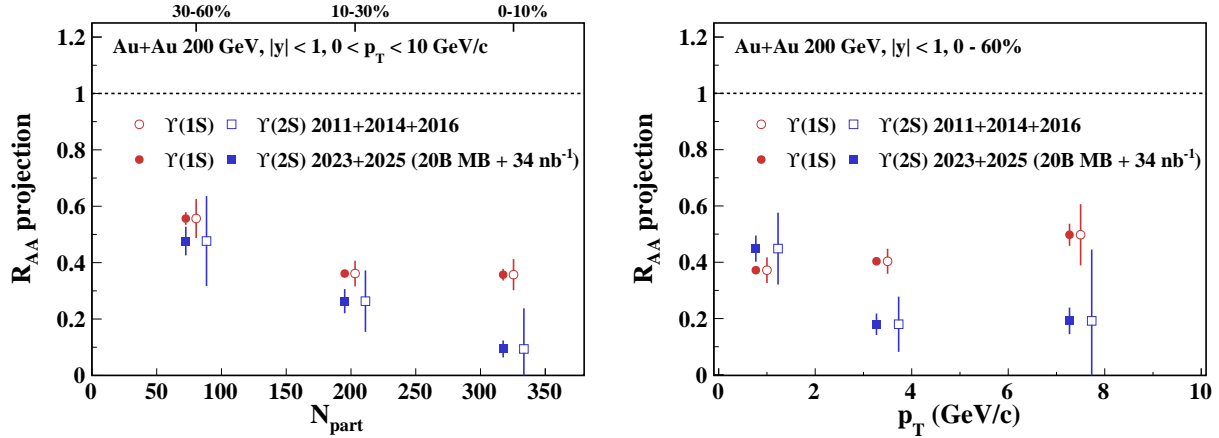 30-60% 10-30% 0-10%
Au+Au 200 GeV, |y| < 1, 0 < p_T < 10 GeV/c
1.2
1
0.8
0.6
0.4
0.2
0
R_AA projection
ϒ(1S) ϒ(2S) 2011+2014+2016
ϒ(1S) ϒ(2S) 2023+2025 (20B MB + 34 nb⁻¹)
0 50 100 150 200 250 300 350
N_part
Au+Au 200 GeV, |y| < 1, 0 - 60%
1.2
1
0.8
0.6
0.4
0.2
0
R_AA projection
ϒ(1S) ϒ(2S) 2011+2014+2016
ϒ(1S) ϒ(2S) 2023+2025 (20B MB + 34 nb⁻¹)
0 2 4 6 8 10
p_T (GeV/c)